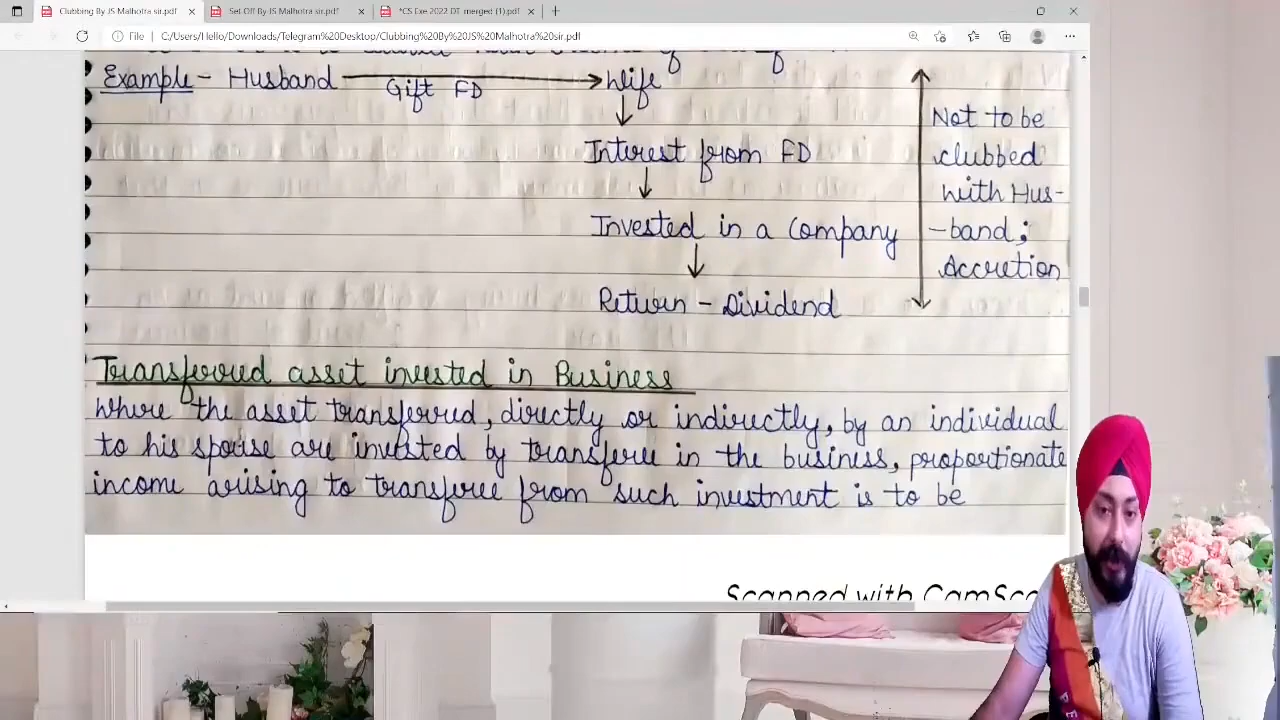 Clubbing By JS Malhotra sir.pdf
Set Off By JS Malhotra sir.pdf
*CS Exe 2022 DT merged (1).pdf
File
C:/Users/Hello/Downloads/Telegram%20Desktop/Clubbing%20By%20JS%20Malhotra%20sir.pdf
Example - Husband Gift FD Wife
Interest from FD
Invested in a Company
Return - Dividend
Not to be
clubbed
with Hus-
-band;
Accretion
Transferred asset invested in Business
Where the asset transferred, directly or indirectly, by an individual
to his spouse are invested by transferee in the business, proportionate
income arising to transferee from such investment is to be
Scanned with CamSca